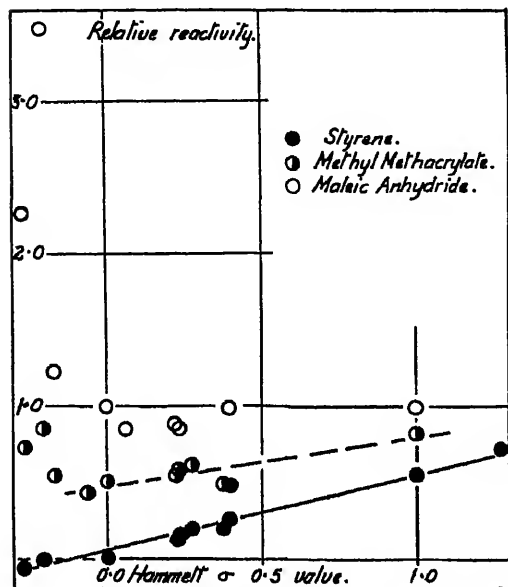 Relative reactivity.
3.0
Styrene.
Methyl Methacrylate.
Maleic Anhydride.
2.0
1.0
0.0 Hammett σ 0.5 value. 1.0